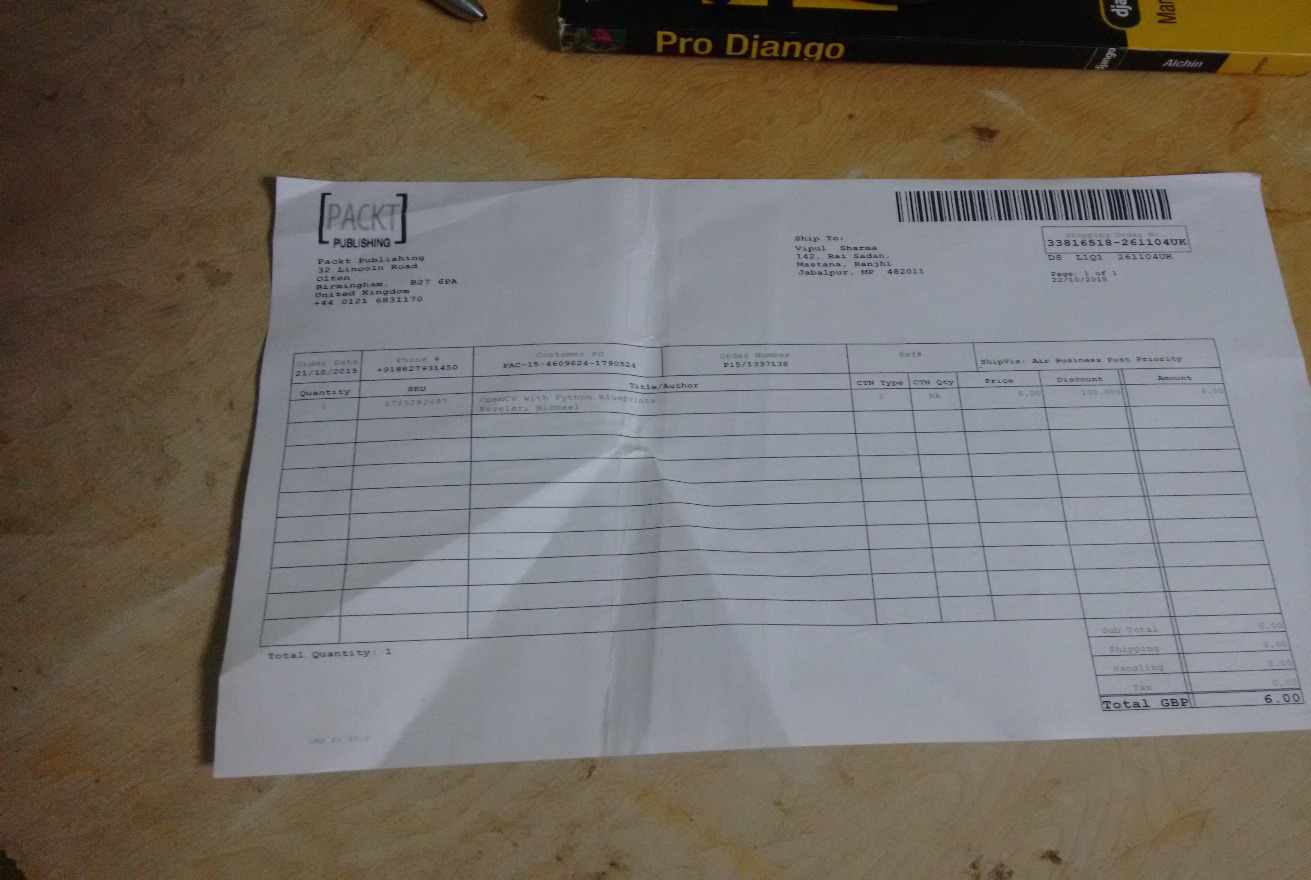 Pro Django
Alchin
[PACKT]
PUBLISHING
Packt Publishing
32 Lincoln Road
Olton
Birmingham, B27 6PA
United Kingdom
+44 0121 6831170
Ship To:
Vipul Sharma
142, Rai Sadan,
Mastana, Ranjhi
Jabalpur, MP 482011
Shipping Order No.
33816518-261104UK
DS L1Q1 261104UK
Page: 1 of 1
22/10/2015
Order Date Phone # Customer PO Order Number Ref# ShipVia: Air Business Post Priority
21/10/2015 +918827931450 PAC-15-4609624-1790524 P15/1337138
Quantity SKU Title/Author CTN Type CTN Qty Price Discount Amount
1 1785282697 OpenCV with Python Blueprints 1 NA 6.00 100.00% 6.00
Beyeler, Michael
Total Quantity: 1
Sub Total 6.00
Shipping 0.00
Handling 0.00
Tax 0.00
Total GBP 6.00